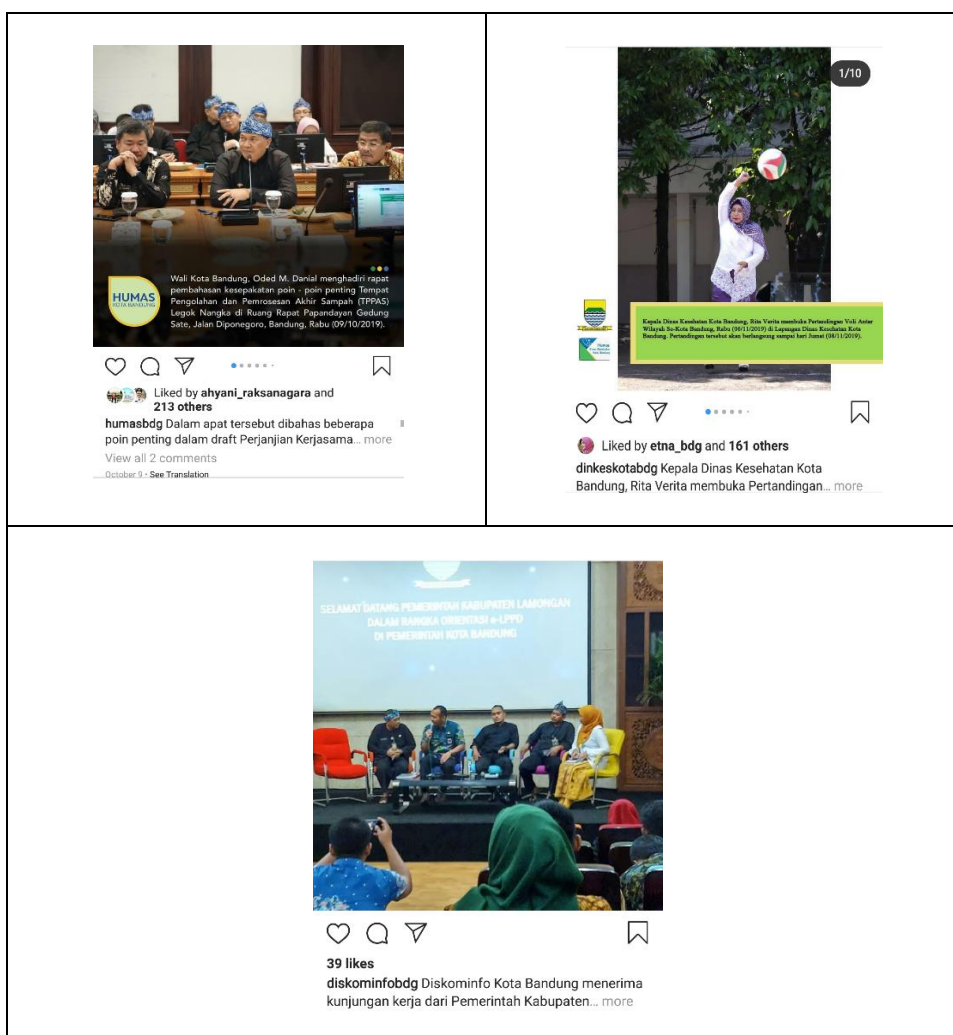 Wali Kota Bandung, Oded M. Danial menghadiri rapat
pembahasan kesepakatan poin - poin penting Tempat
Pengolahan dan Pemrosesan Akhir Sampah (TPPAS)
Legok Nangka di Ruang Rapat Papandayan Gedung
Sate, Jalan Diponegoro, Bandung, Rabu (09/10/2019).
HUMAS
KOTA BANDUNG
Liked by ahyani_raksanagara and
213 others
humasbdg Dalam apat tersebut dibahas beberapa
poin penting dalam draft Perjanjian Kerjasama... more
View all 2 comments
October 9 • See Translation
1/10
Kepala Dinas Kesehatan Kota Bandung, Rita Verita membuka Pertandingan Voli Antar
Wilayah Se-Kota Bandung, Rabu (06/11/2019) di Lapangan Dinas Kesehatan Kota
Bandung. Pertandingan tersebut akan berlangsung sampai hari Jumat (08/11/2019).
Liked by etna_bdg and 161 others
dinkeskotabdg Kepala Dinas Kesehatan Kota
Bandung, Rita Verita membuka Pertandingan... more
SELAMAT DATANG PEMERINTAH KABUPATEN LAMONGAN
DALAM RANGKA ORIENTASI e-LPPD
DI PEMERINTAH KOTA BANDUNG
39 likes
diskominfobdg Diskominfo Kota Bandung menerima
kunjungan kerja dari Pemerintah Kabupaten... more